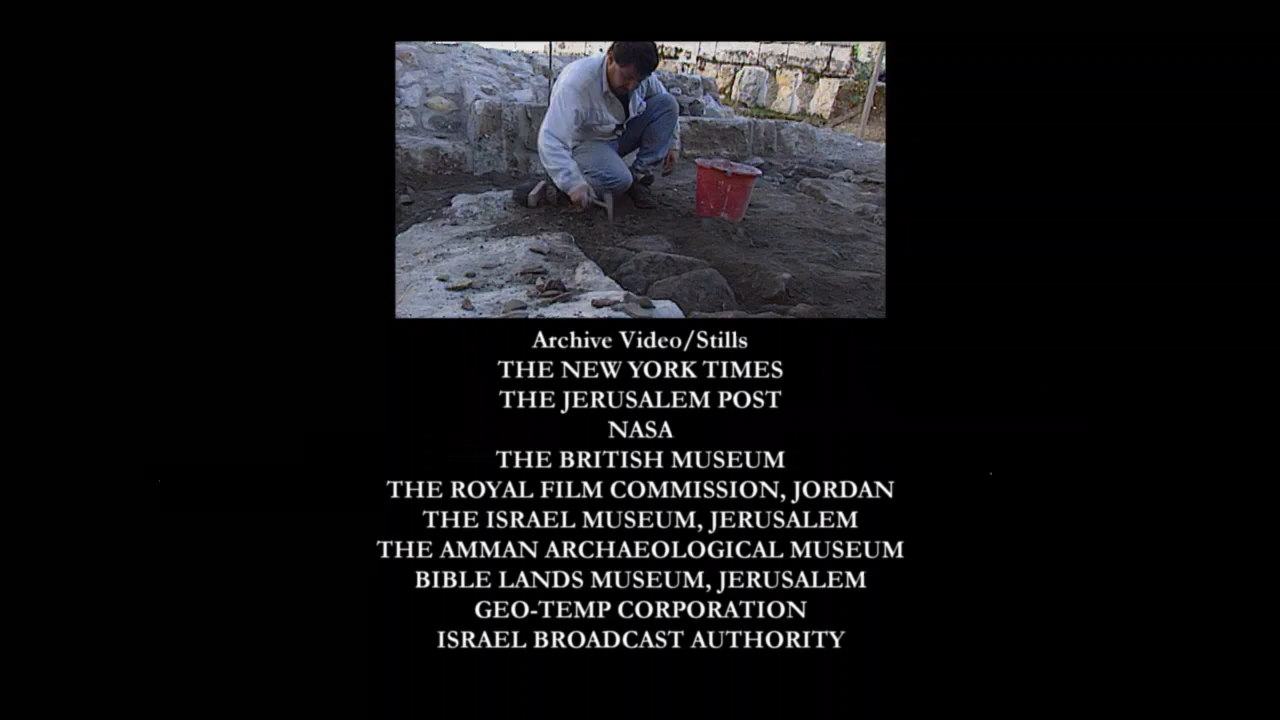 Archive Video/Stills
THE NEW YORK TIMES
THE JERUSALEM POST
NASA
THE BRITISH MUSEUM
THE ROYAL FILM COMMISSION, JORDAN
THE ISRAEL MUSEUM, JERUSALEM
THE AMMAN ARCHAEOLOGICAL MUSEUM
BIBLE LANDS MUSEUM, JERUSALEM
GEO-TEMP CORPORATION
ISRAEL BROADCAST AUTHORITY